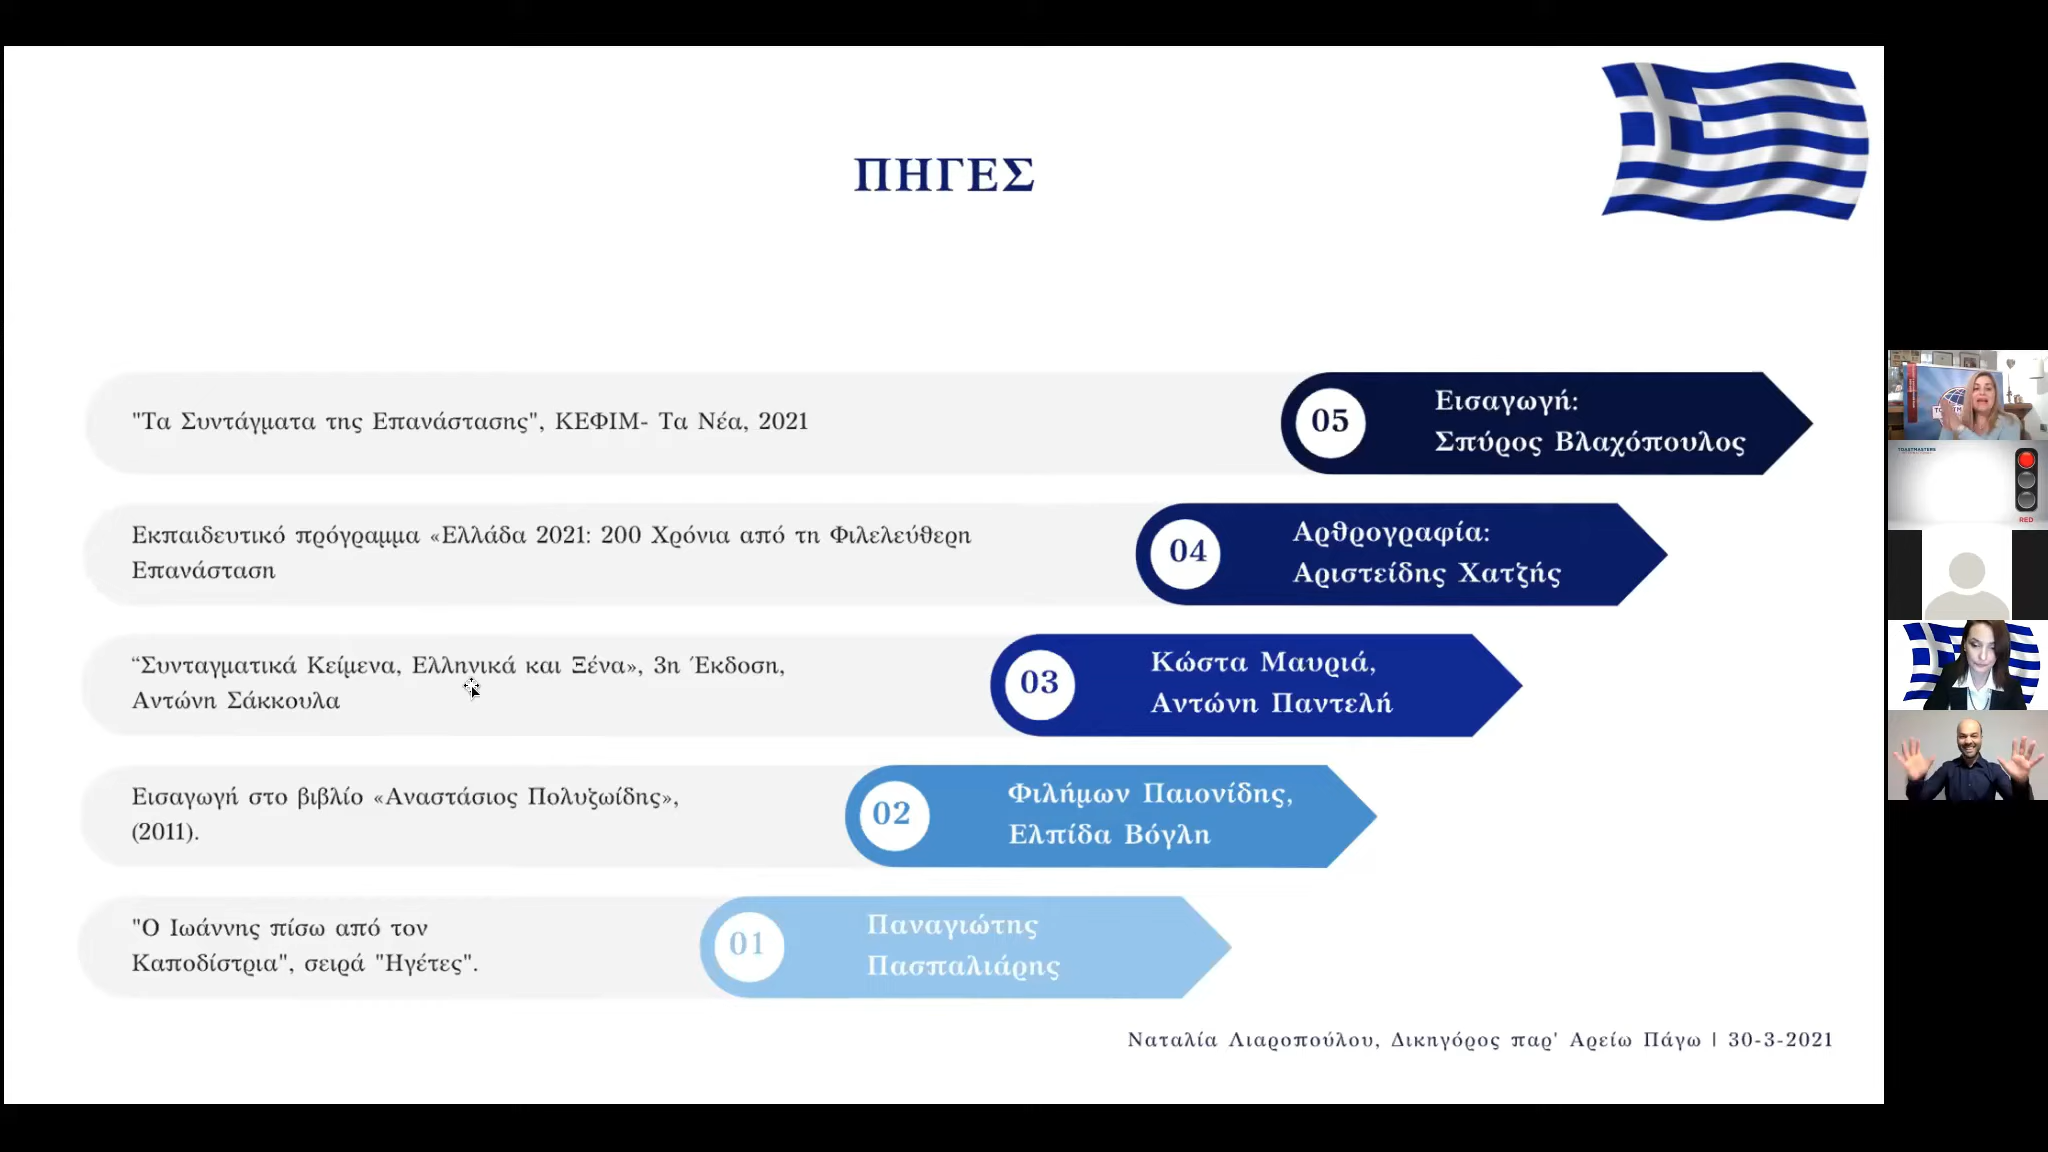 ΠΗΓΕΣ
"Τα Συντάγματα της Επανάστασης", ΚΕΦΙΜ- Τα Νέα, 2021
05
Εισαγωγή:
Σπύρος Βλαχόπουλος
Εκπαιδευτικό πρόγραμμα «Ελλάδα 2021: 200 Χρόνια από τη Φιλελεύθερη
Επανάσταση
04
Αρθρογραφία:
Αριστείδης Χατζής
“Συνταγματικά Κείμενα, Ελληνικά και Ξένα», 3η Έκδοση,
Αντώνη Σάκκουλα
03
Κώστα Μαυριά,
Αντώνη Παντελή
Εισαγωγή στο βιβλίο «Αναστάσιος Πολυζωίδης»,
(2011).
02
Φιλήμων Παιονίδης,
Ελπίδα Βόγλη
"Ο Ιωάννης πίσω από τον
Καποδίστρια", σειρά "Ηγέτες".
01
Παναγιώτης
Πασπαλιάρης
Ναταλία Λιαροπούλου, Δικηγόρος παρ' Αρείω Πάγω | 30-3-2021
TOASTMASTERS
RED